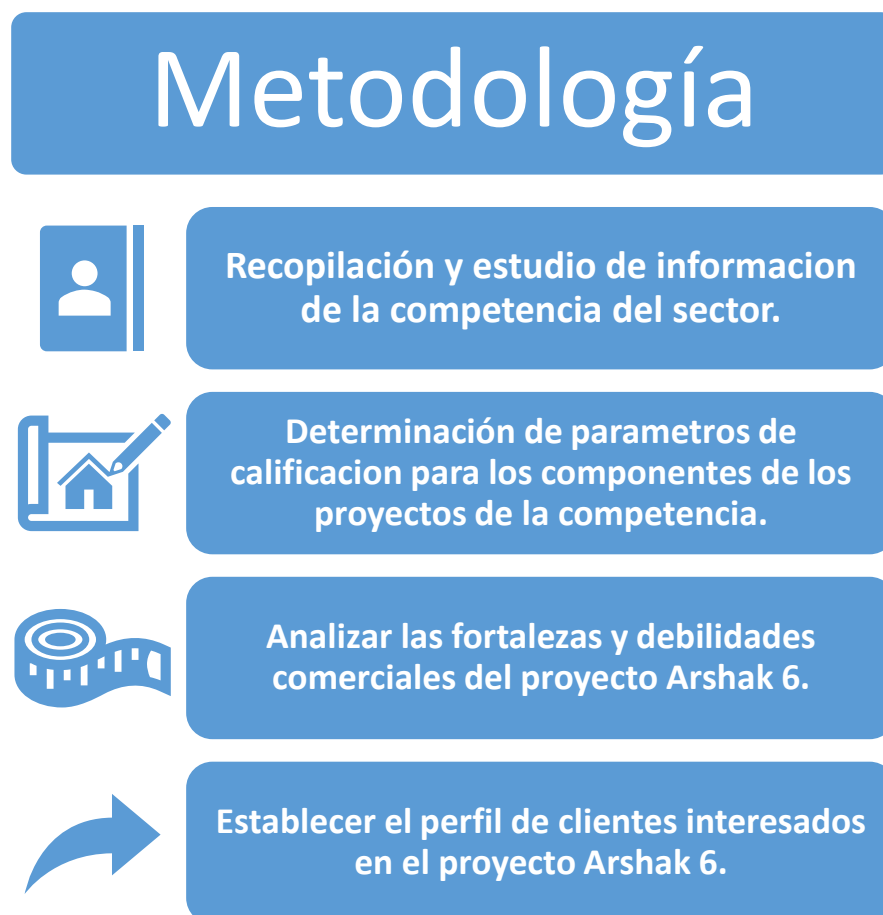 Metodología
Recopilación y estudio de informacion
de la competencia del sector.
Determinación de parametros de
calificacion para los componentes de los
proyectos de la competencia.
Analizar las fortalezas y debilidades
comerciales del proyecto Arshak 6.
Establecer el perfil de clientes interesados
en el proyecto Arshak 6.